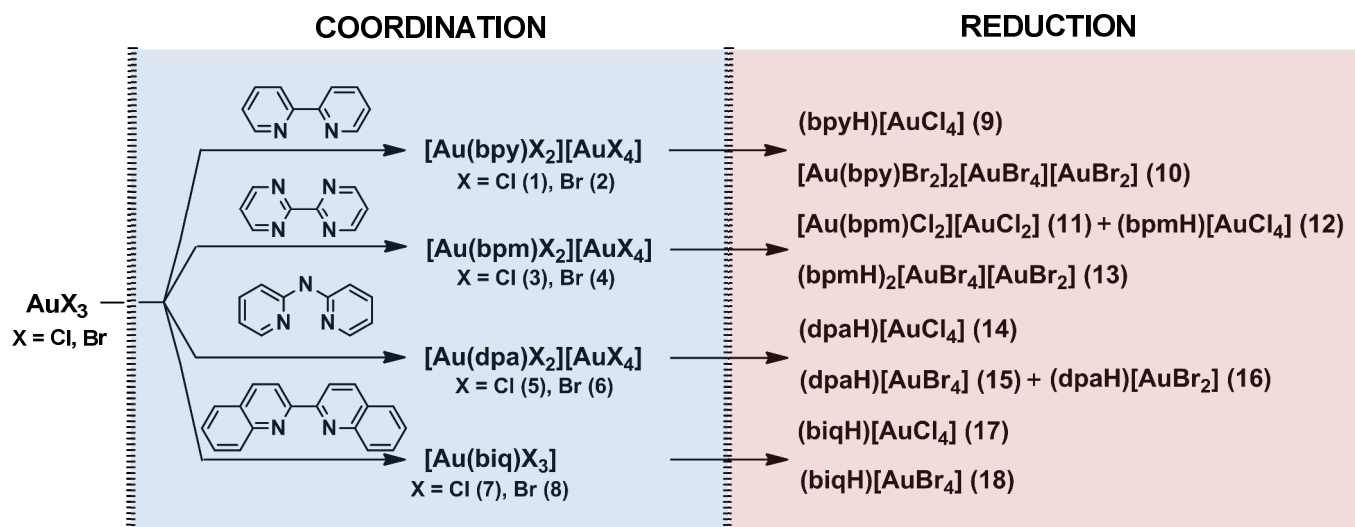 COORDINATION
REDUCTION
AuX₃
X = Cl, Br
N N
[Au(bpy)X₂][AuX₄]
X = Cl (1), Br (2)
N N
N N
[Au(bpm)X₂][AuX₄]
X = Cl (3), Br (4)
N
N N
[Au(dpa)X₂][AuX₄]
X = Cl (5), Br (6)
N N
[Au(biq)X₃]
X = Cl (7), Br (8)
(bpyH)[AuCl₄] (9)
[Au(bpy)Br₂]₂[AuBr₄][AuBr₂] (10)
[Au(bpm)Cl₂][AuCl₂] (11) + (bpmH)[AuCl₄] (12)
(bpmH)₂[AuBr₄][AuBr₂] (13)
(dpaH)[AuCl₄] (14)
(dpaH)[AuBr₄] (15) + (dpaH)[AuBr₂] (16)
(biqH)[AuCl₄] (17)
(biqH)[AuBr₄] (18)